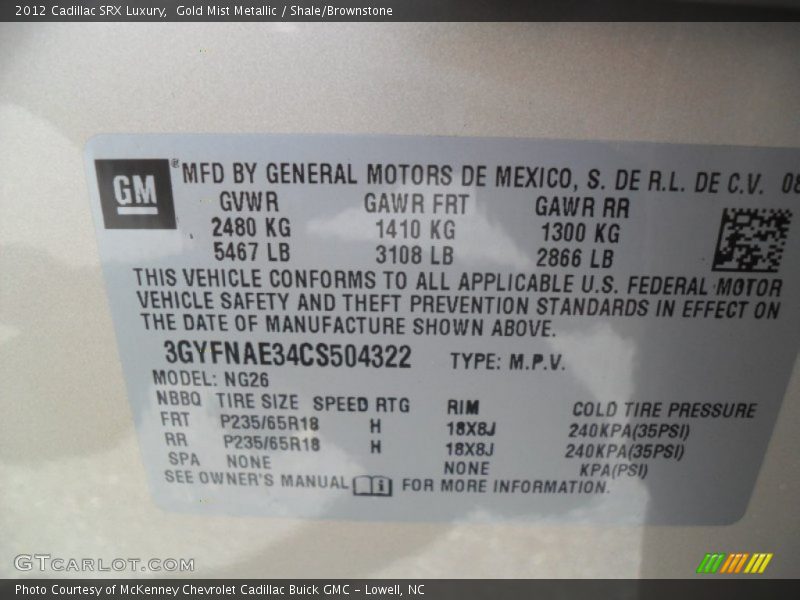 2012 Cadillac SRX Luxury,  Gold Mist Metallic / Shale/Brownstone
GM® MFD BY GENERAL MOTORS DE MEXICO, S. DE R.L. DE C.V. 08
GVWR GAWR FRT GAWR RR
2480 KG 1410 KG 1300 KG
5467 LB 3108 LB 2866 LB
THIS VEHICLE CONFORMS TO ALL APPLICABLE U.S. FEDERAL MOTOR
VEHICLE SAFETY AND THEFT PREVENTION STANDARDS IN EFFECT ON
THE DATE OF MANUFACTURE SHOWN ABOVE.
3GYFNAE34CS504322 TYPE: M.P.V.
MODEL: NG26
NBBQ TIRE SIZE SPEED RTG RIM COLD TIRE PRESSURE
FRT P235/65R18 H 18X8J 240KPA(35PSI)
RR P235/65R18 H 18X8J 240KPA(35PSI)
SPA NONE NONE KPA(PSI)
SEE OWNER'S MANUAL FOR MORE INFORMATION.
GTCARLOT.COM
Photo Courtesy of McKenney Chevrolet Cadillac Buick GMC - Lowell, NC